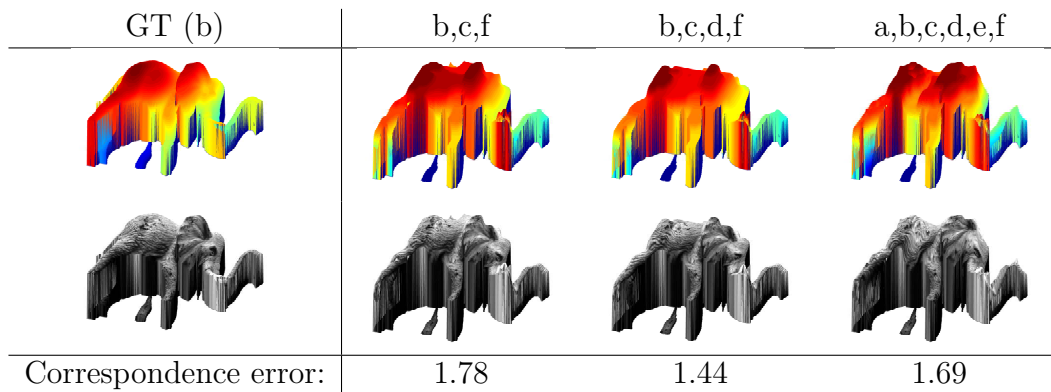 GT (b) b,c,f b,c,d,f a,b,c,d,e,f
Correspondence error: 1.78 1.44 1.69